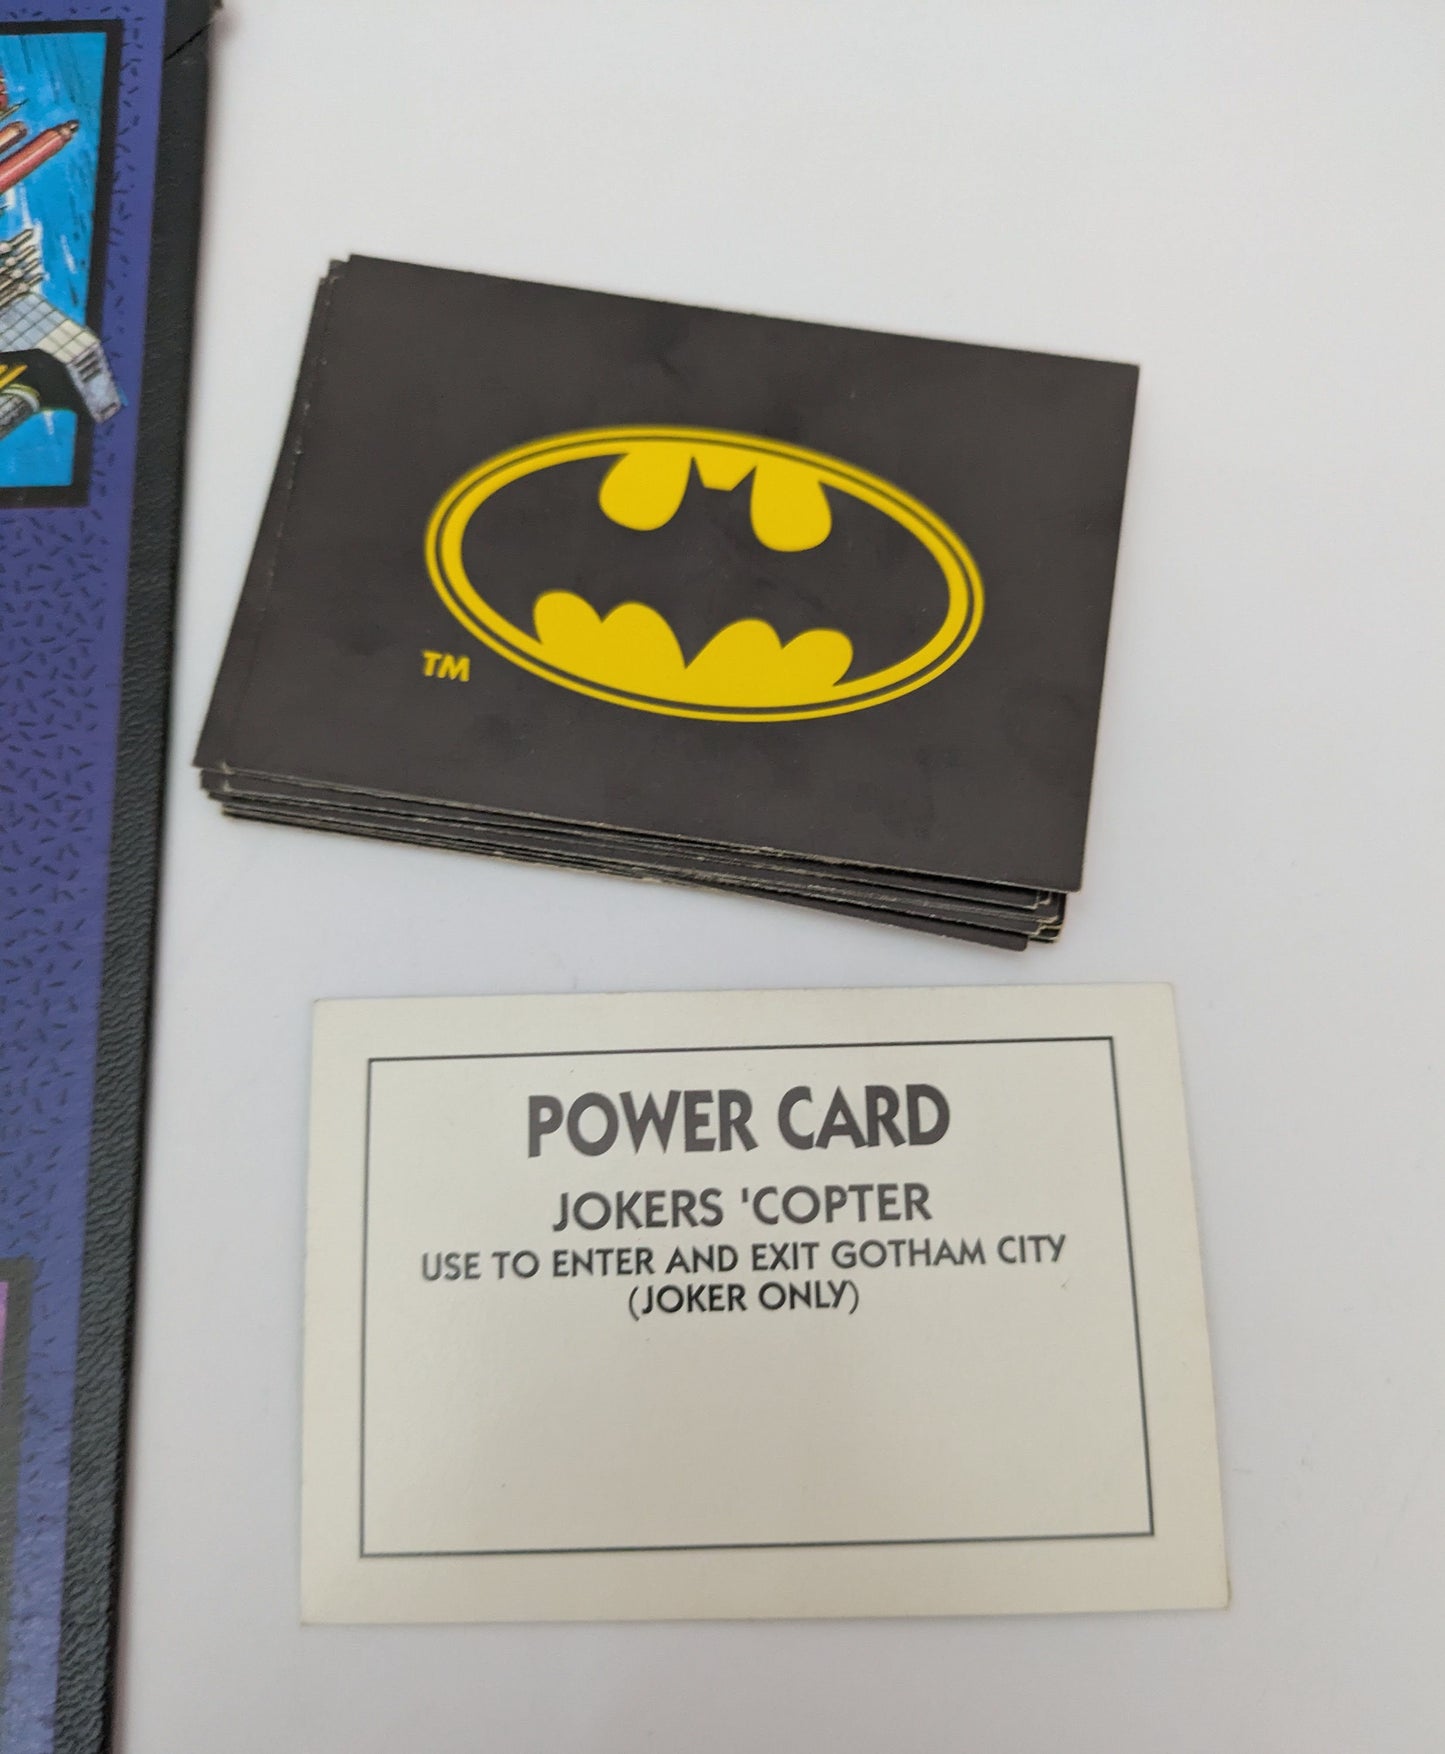 TM
POWER CARD
JOKERS 'COPTER
USE TO ENTER AND EXIT GOTHAM CITY
(JOKER ONLY)